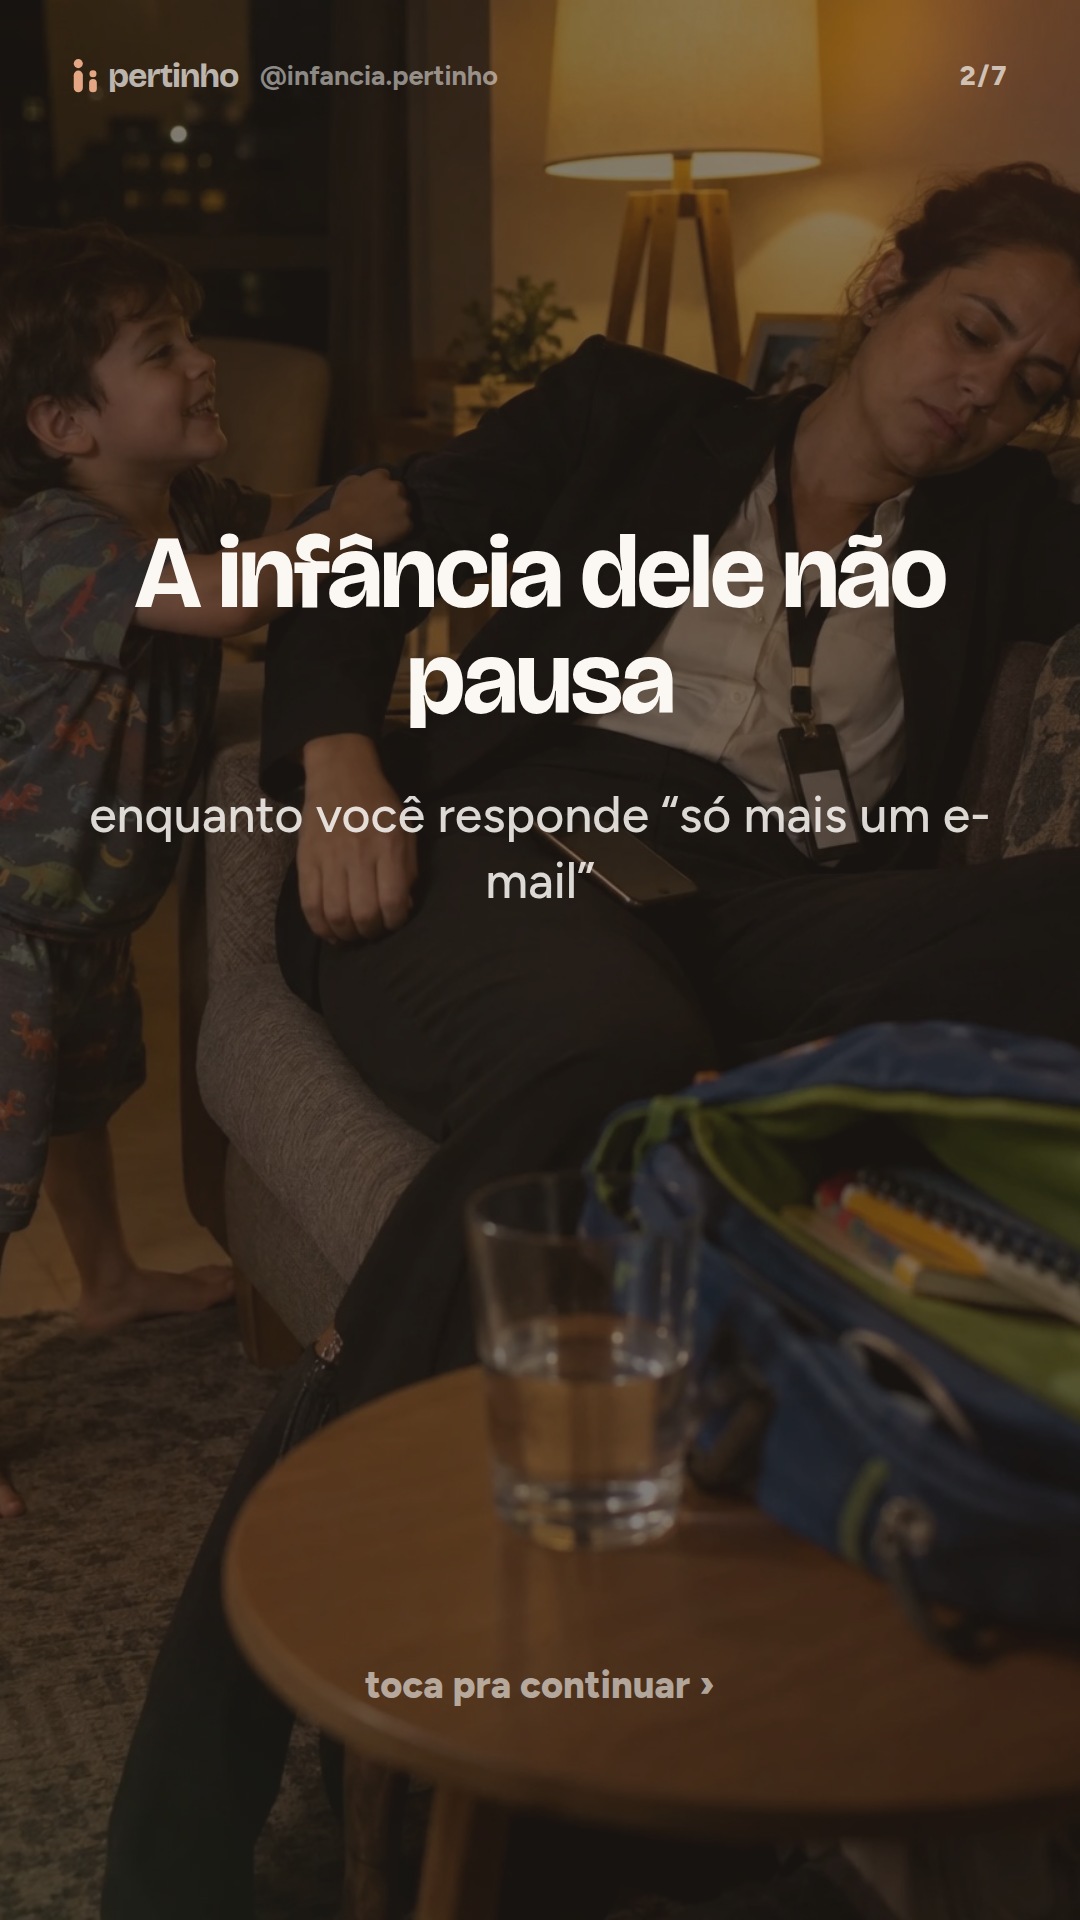 pertinho @infancia.pertinho 2/7
A infância dele não
pausa
enquanto você responde “só mais um e-
mail”
toca pra continuar ›